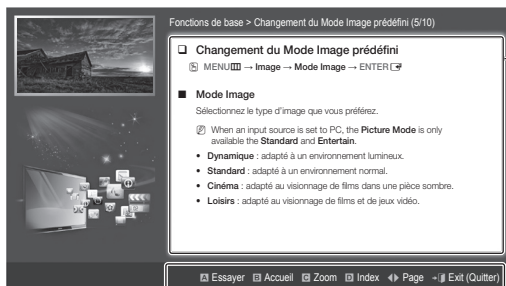 Fonctions de base > Changement du Mode Image prédéfini (5/10)
❑ Changement du Mode Image prédéfini
MENU → Image → Mode Image → ENTER
■ Mode Image
Sélectionnez le type d'image que vous préférez.
When an input source is set to PC, the Picture Mode is only
available the Standard and Entertain.
• Dynamique : adapté à un environnement lumineux.
• Standard : adapté à un environnement normal.
• Cinéma : adapté au visionnage de films dans une pièce sombre.
• Loisirs : adapté au visionnage de films et de jeux vidéo.
A Essayer B Accueil C Zoom D Index ◀▶ Page Exit (Quitter)